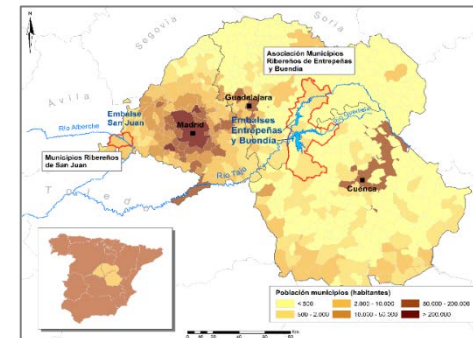 N
Segovia
Soria
Asociación Municipios
Ribereños de Entrepeñas
y Buendía
Ávila
Guadalajara
Embalse
San Juan
Embalses
Entrepeñas
y Buendía
Río Alberche
Madrid
Municipios Ribereños
de San Juan
Río Tajo
Toledo
Cuenca
Población municipios (habitantes)
< 500
2.000 - 10.000
50.000 - 200.000
500 - 2.000
10.000 - 50.000
> 200.000
Km